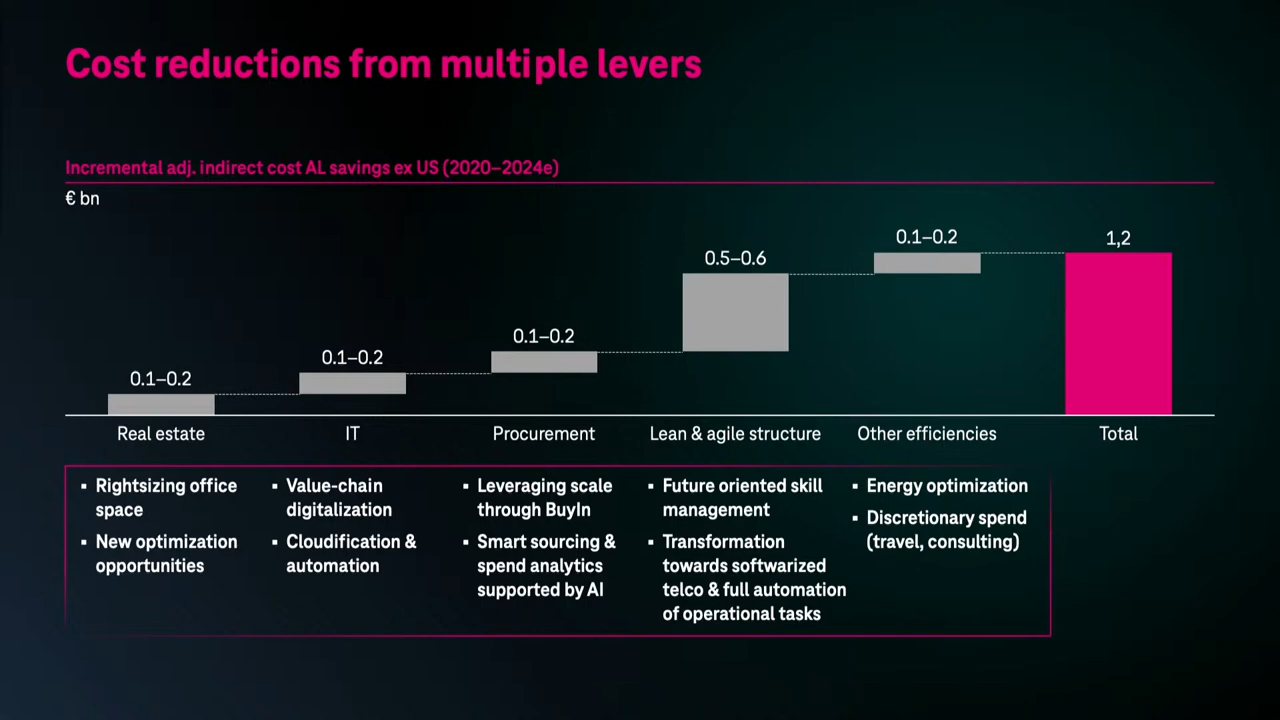 Cost reductions from multiple levers
Incremental adj. indirect cost AL savings ex US (2020–2024e)
€ bn
0.1–0.2
0.1–0.2
0.1–0.2
0.5–0.6
0.1–0.2
1,2
Real estate
IT
Procurement
Lean & agile structure
Other efficiencies
Total
▪ Rightsizing office
space
▪ New optimization
opportunities
▪ Value-chain
digitalization
▪ Cloudification &
automation
▪ Leveraging scale
through BuyIn
▪ Smart sourcing &
spend analytics
supported by AI
▪ Future oriented skill
management
▪ Transformation
towards softwarized
telco & full automation
of operational tasks
▪ Energy optimization
▪ Discretionary spend
(travel, consulting)